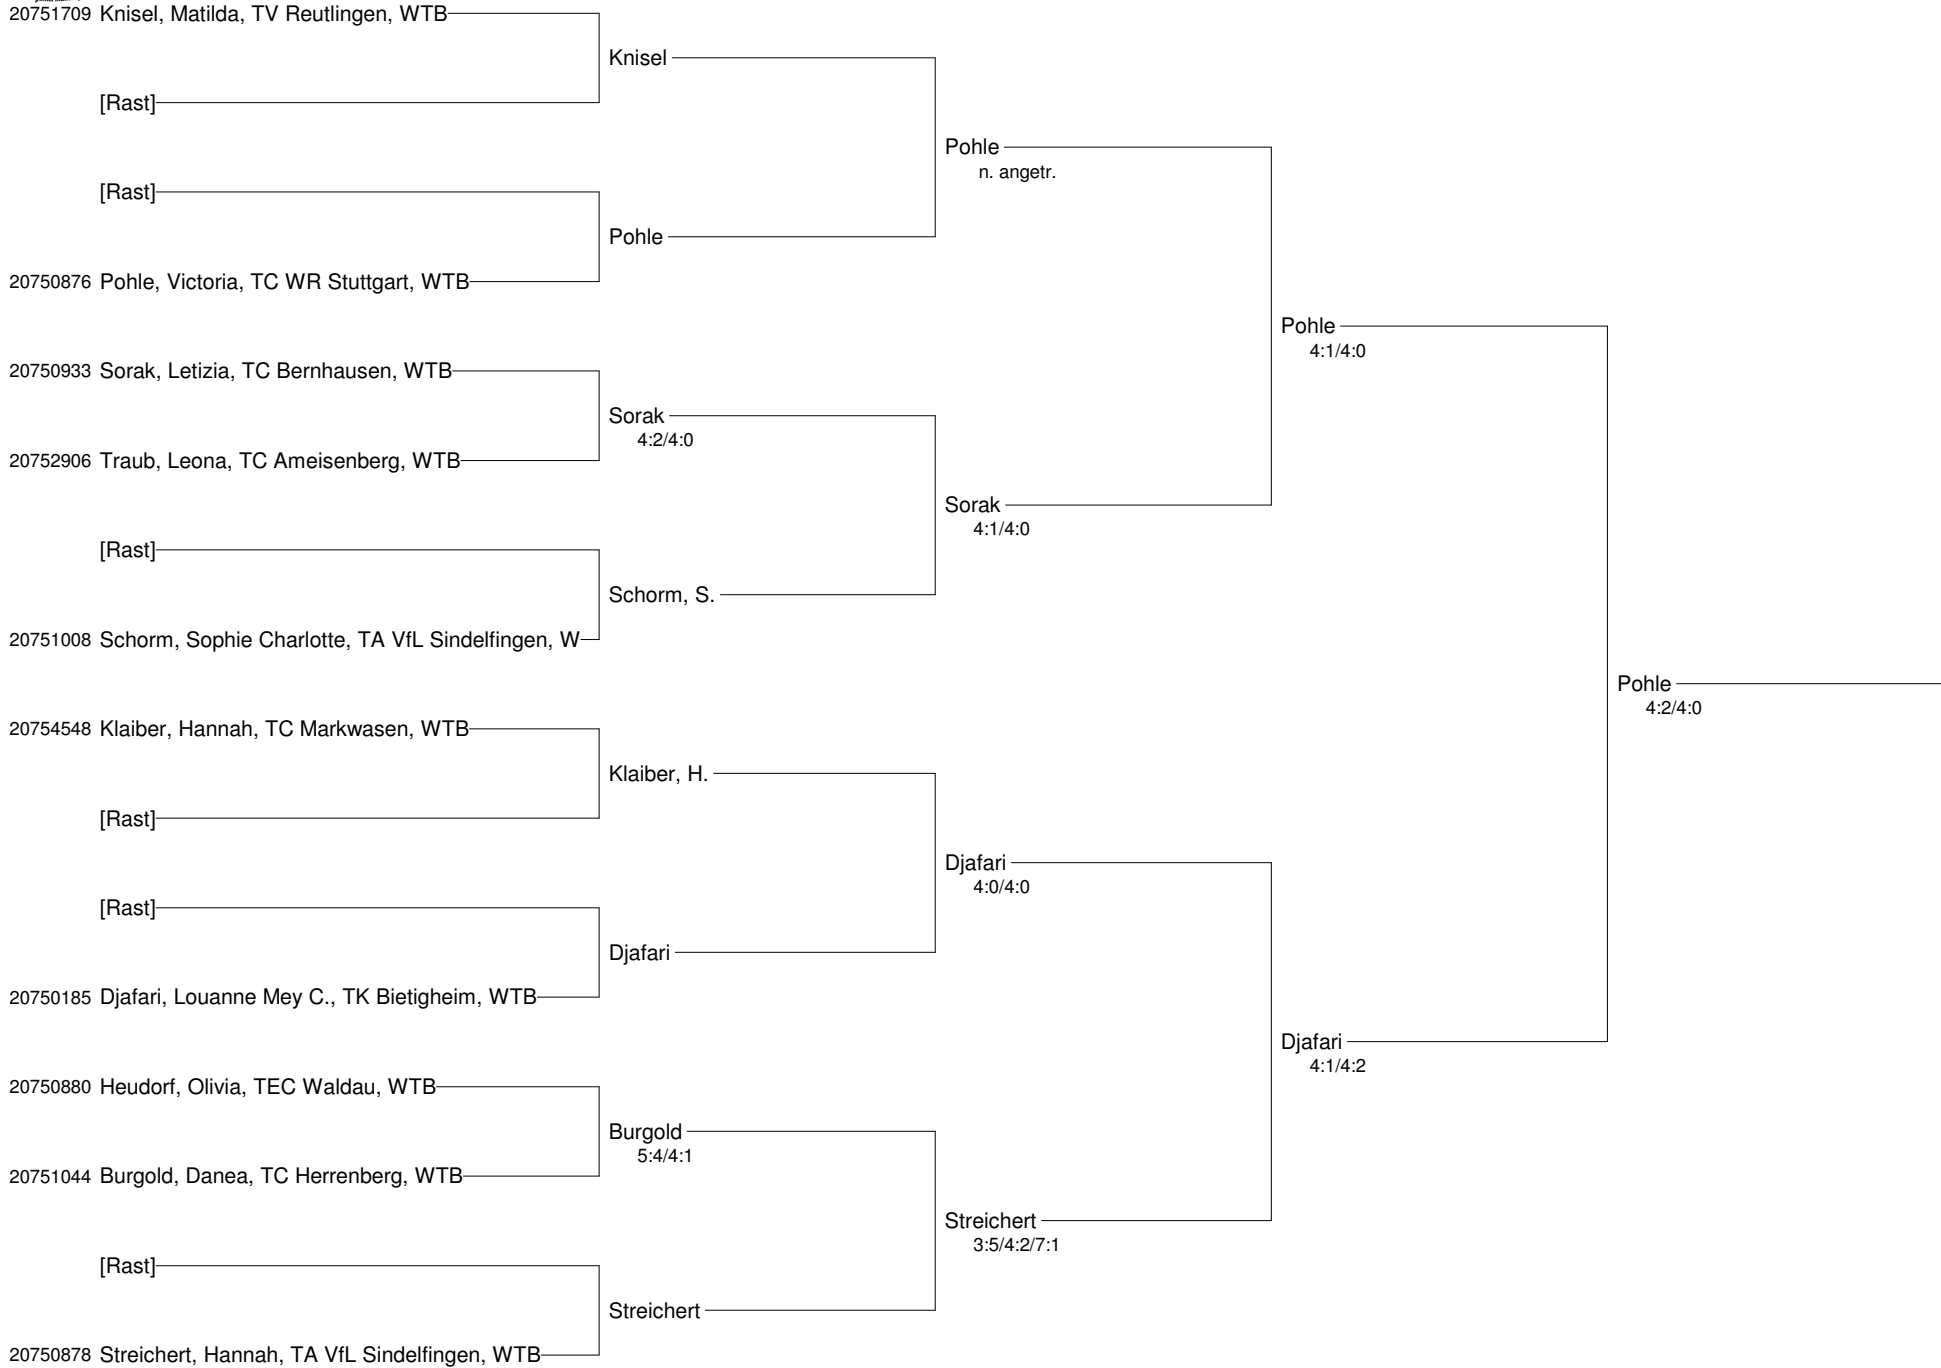 20751709 Knisel, Matilda, TV Reutlingen, WTB
Knisel
[Rast]
Pohle
n. angetr.
[Rast]
Pohle
20750876 Pohle, Victoria, TC WR Stuttgart, WTB
Pohle
4:1/4:0
20750933 Sorak, Letizia, TC Bernhausen, WTB
Sorak
4:2/4:0
20752906 Traub, Leona, TC Ameisenberg, WTB
Sorak
4:1/4:0
[Rast]
Schorm, S.
20751008 Schorm, Sophie Charlotte, TA VfL Sindelfingen, W
Pohle
4:2/4:0
20754548 Klaiber, Hannah, TC Markwasen, WTB
Klaiber, H.
[Rast]
Djafari
4:0/4:0
[Rast]
Djafari
20750185 Djafari, Louanne Mey C., TK Bietigheim, WTB
Djafari
4:1/4:2
20750880 Heudorf, Olivia, TEC Waldau, WTB
Burgold
5:4/4:1
20751044 Burgold, Danea, TC Herrenberg, WTB
Streichert
3:5/4:2/7:1
[Rast]
Streichert
20750878 Streichert, Hannah, TA VfL Sindelfingen, WTB